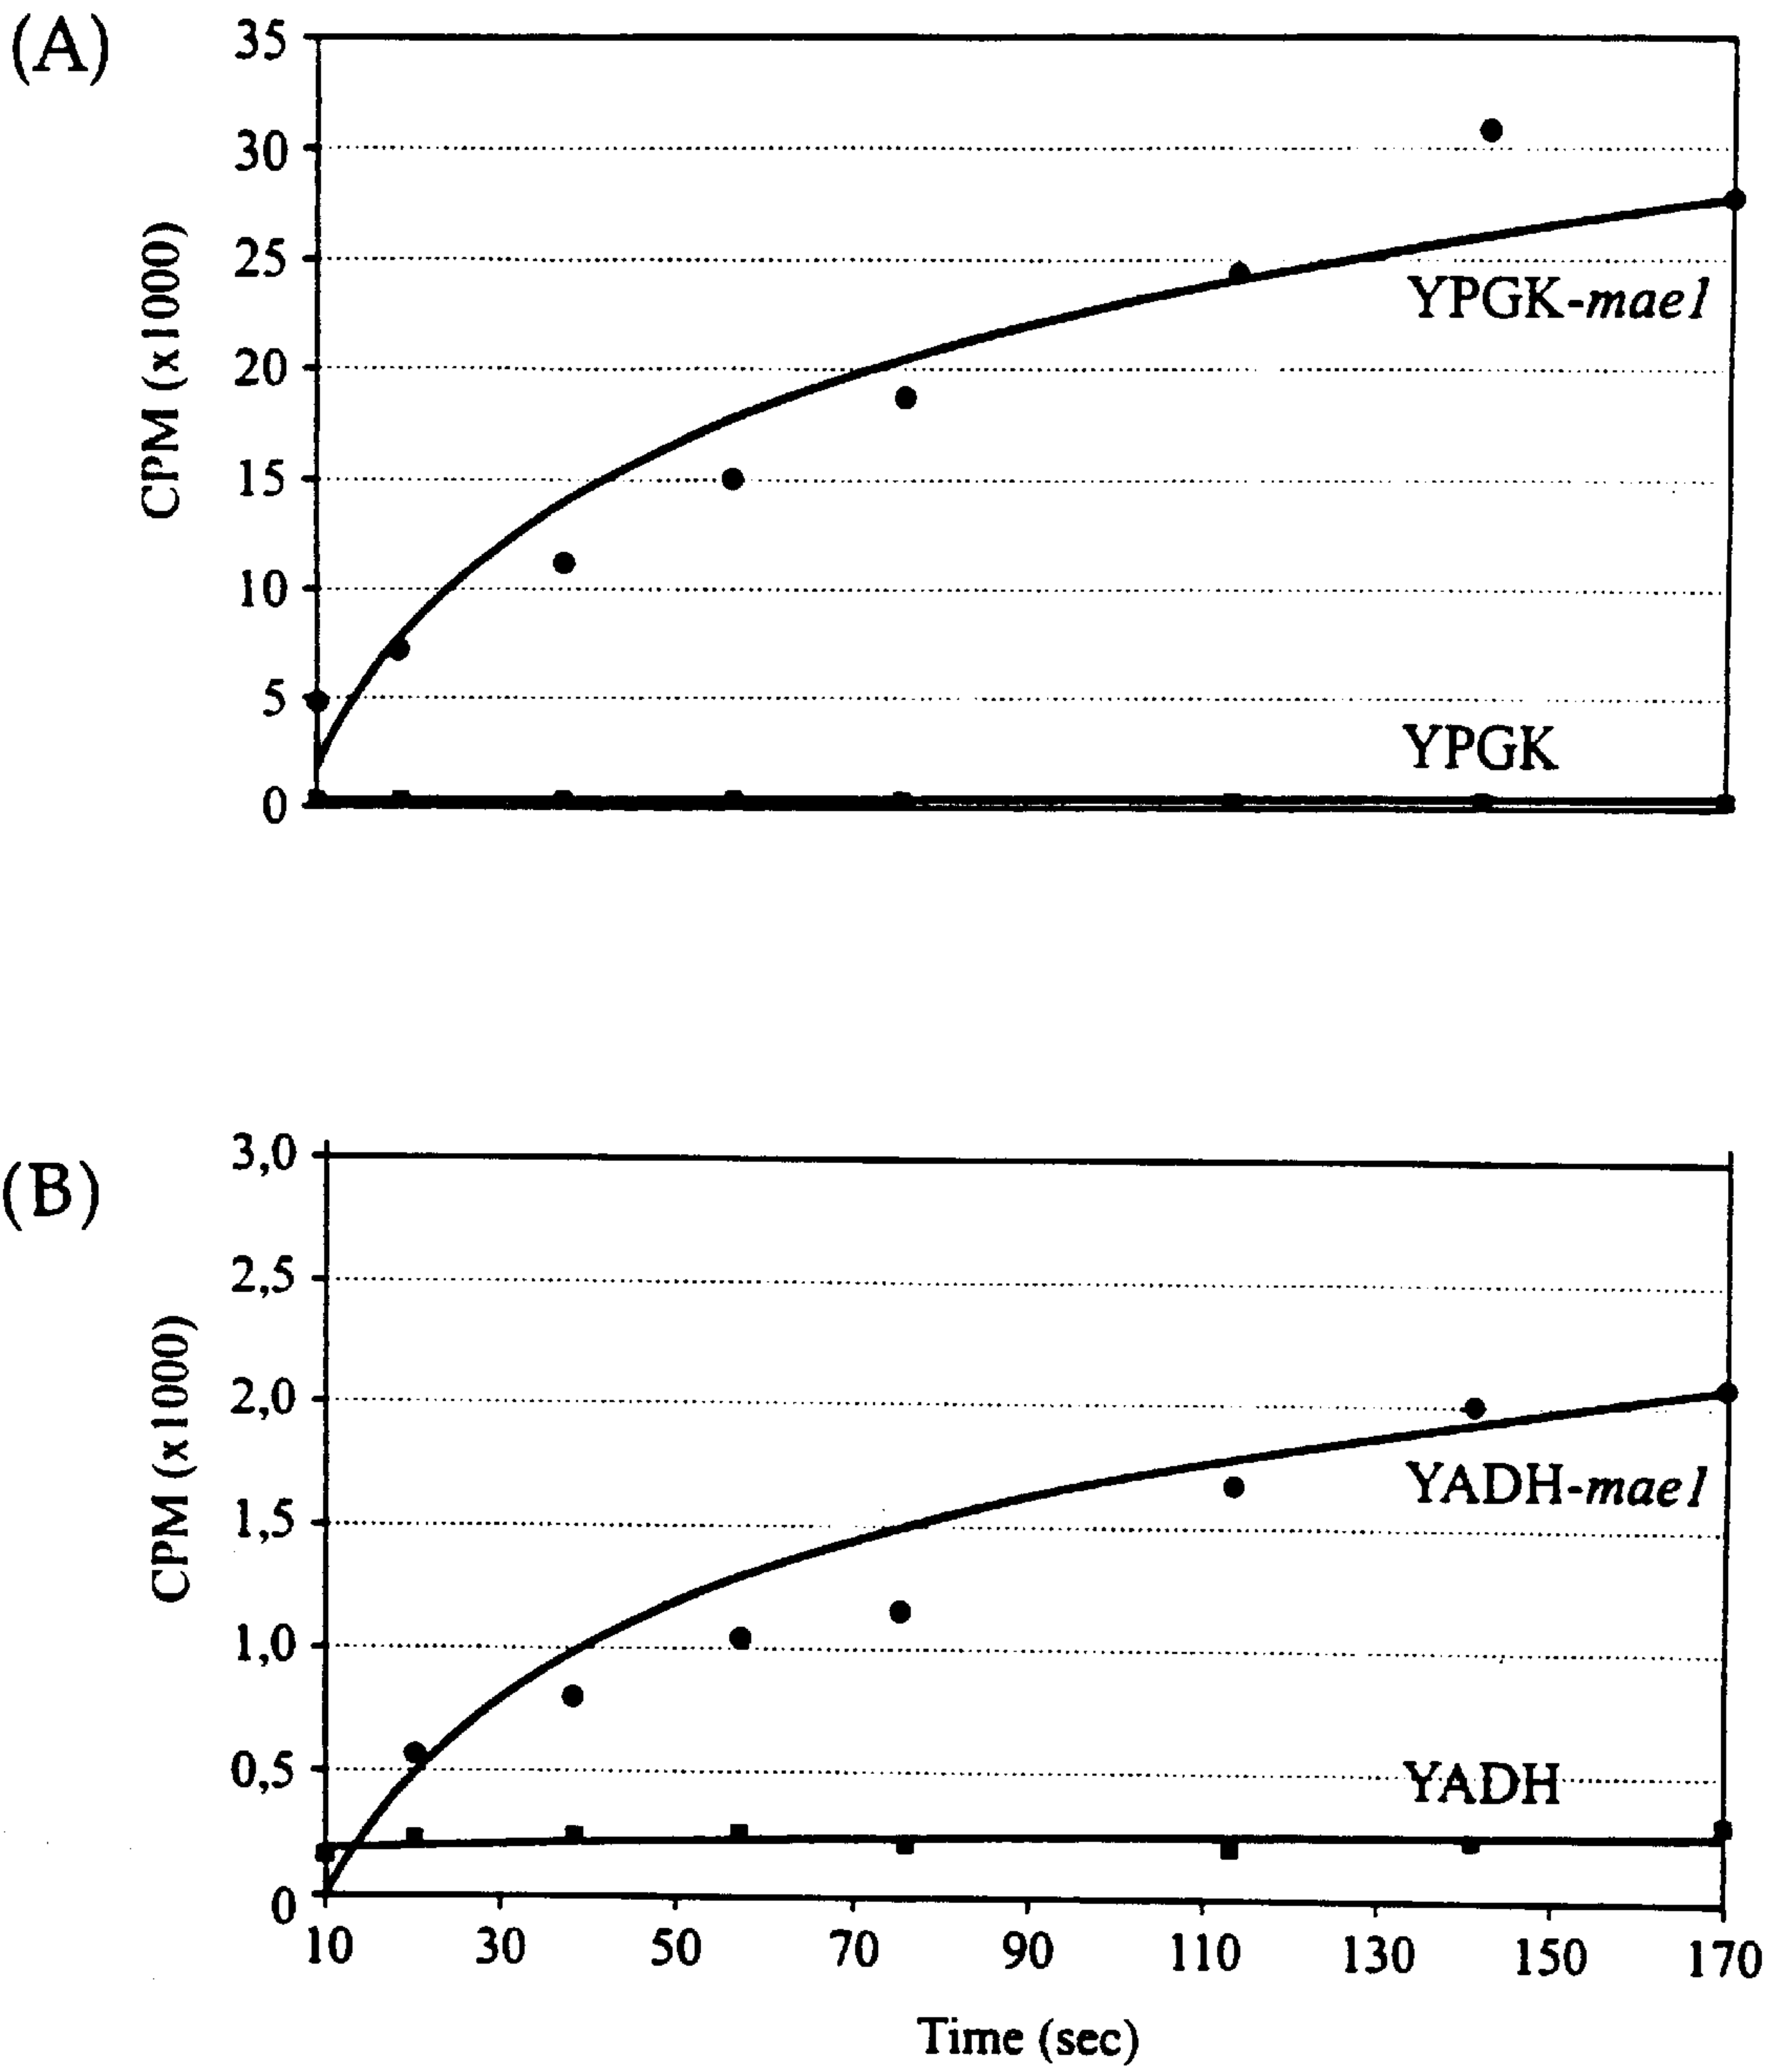 (A)
35
30
25
20
15
10
5
0
CPM (x1000)
YPGK-mae1
YPGK
(B)
3,0
2,5
2,0
1,5
1,0
0,5
0
CPM (x1000)
YADH-mae1
YADH
10 30 50 70 90 110 130 150 170
Time (sec)